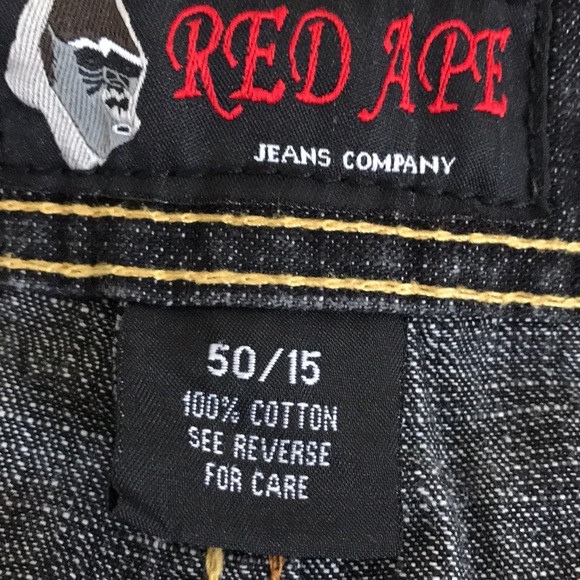 RED APE
JEANS COMPANY
50/15
100% COTTON
SEE REVERSE
FOR CARE